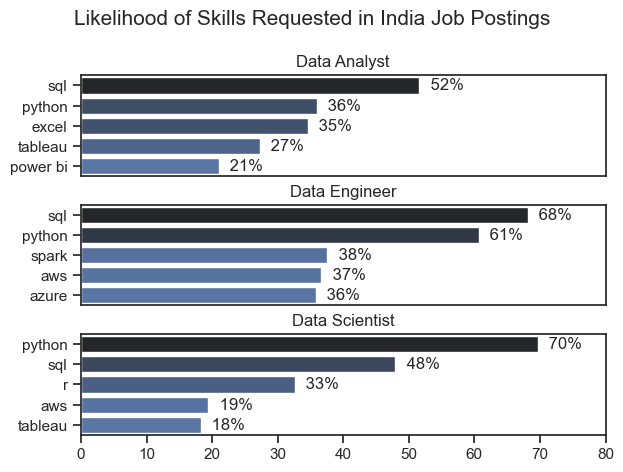 Likelihood of Skills Requested in India Job Postings
Data Analyst
sql 52%
python 36%
excel 35%
tableau 27%
power bi 21%
Data Engineer
sql 68%
python 61%
spark 38%
aws 37%
azure 36%
Data Scientist
python 70%
sql 48%
r 33%
aws 19%
tableau 18%
0 10 20 30 40 50 60 70 80